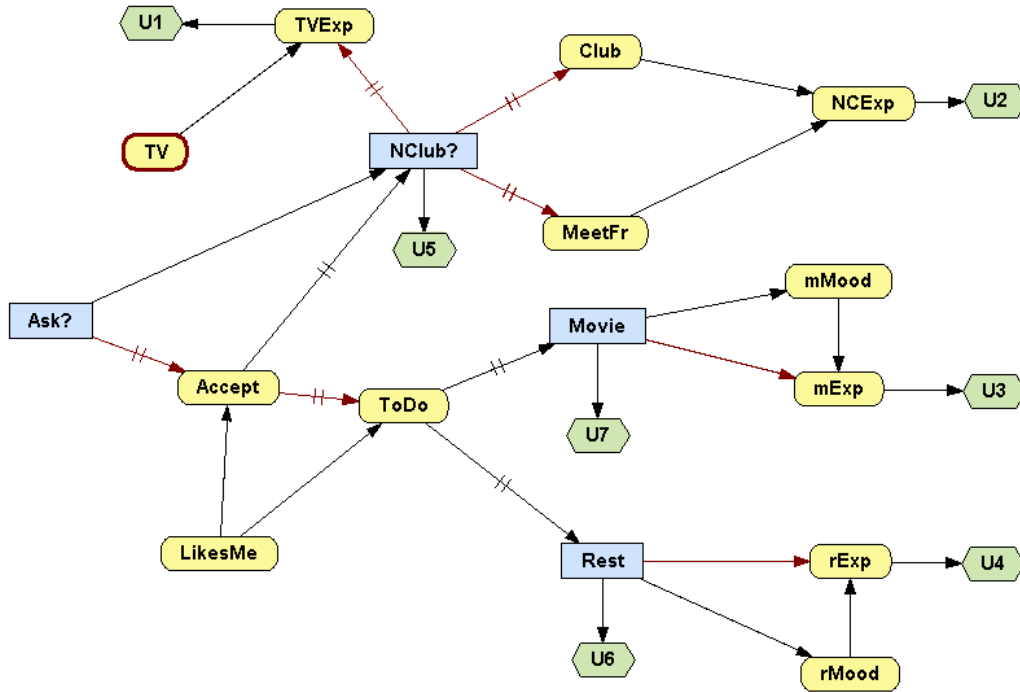 U1
TVExp
Club
NCExp
U2
TV
NClub?
MeetFr
U5
mMood
Ask?
Movie
Accept
ToDo
mExp
U3
U7
LikesMe
Rest
rExp
U4
U6
rMood